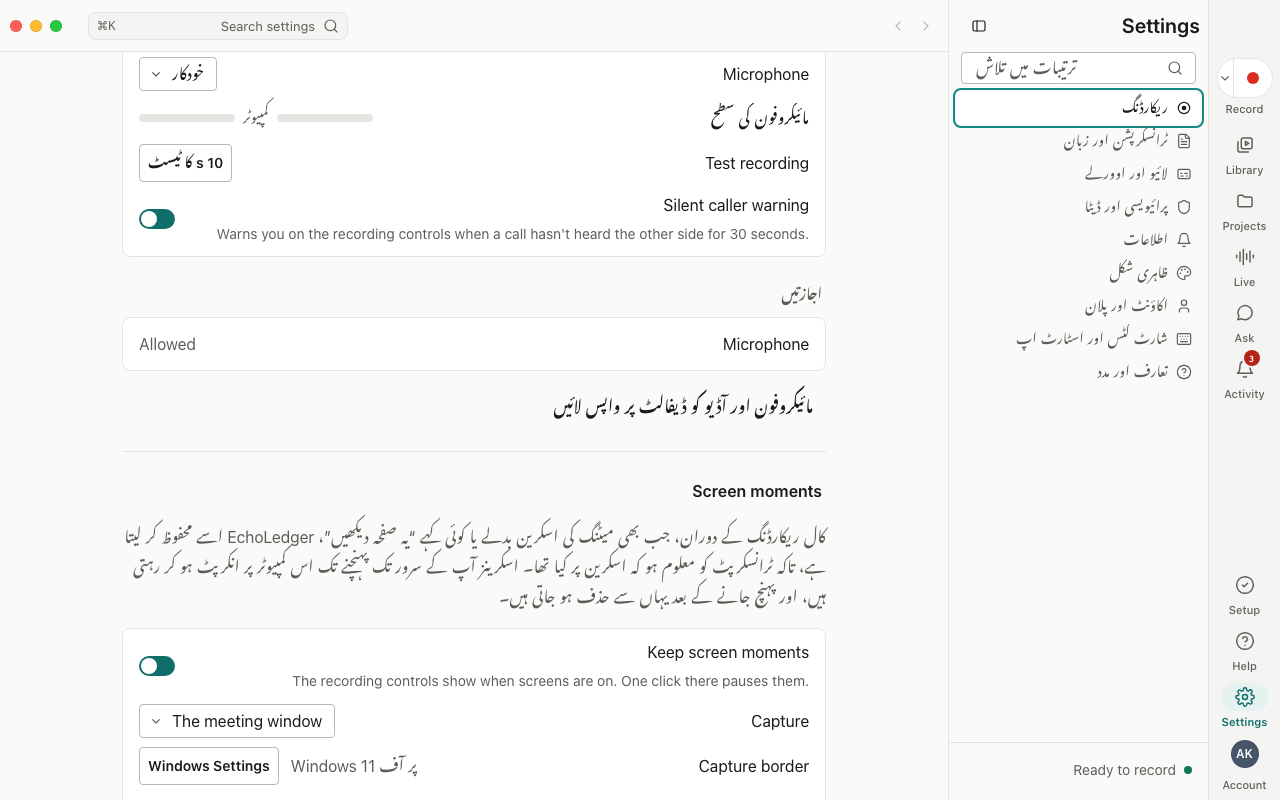 ⌘K
Search settings
Settings
ترتیبات میں تلاش
ریکارڈنگ
ٹرانسکرپشن اور زبان
لائیو اور اوورلے
پرائیویسی اور ڈیٹا
اطلاعات
ظاہری شکل
اکاؤنٹ اور پلان
شارٹ کٹس اور اسٹارٹ اپ
تعارف اور مدد
Ready to record
Record
Library
Projects
Live
Ask
3
Activity
Setup
Help
Settings
AK
Account
Microphone
خودکار
مائیکروفون کی سطح
کمپیوٹر
Test recording
10 s کا ٹیسٹ
Silent caller warning
Warns you on the recording controls when a call hasn't heard the other side for 30 seconds.
اجازتیں
Microphone
Allowed
مائیکروفون اور آڈیو کو ڈیفالٹ پر واپس لائیں
Screen moments
کال ریکارڈنگ کے دوران، جب بھی میٹنگ کی اسکرین بدلے یا کوئی کہے “یہ صفحہ دیکھیں”، EchoLedger اسے محفوظ کر لیتا
ہے، تاکہ ٹرانسکرپٹ کو معلوم ہو کہ اسکرین پر کیا تھا۔ اسکرینز آپ کے سرور تک پہنچنے تک اس کمپیوٹر پر انکرپٹ ہو کر رہتی
ہیں، اور پہنچ جانے کے بعد یہاں سے حذف ہو جاتی ہیں۔
Keep screen moments
The recording controls show when screens are on. One click there pauses them.
Capture
The meeting window
Capture border
Windows 11 پر آف
Windows Settings